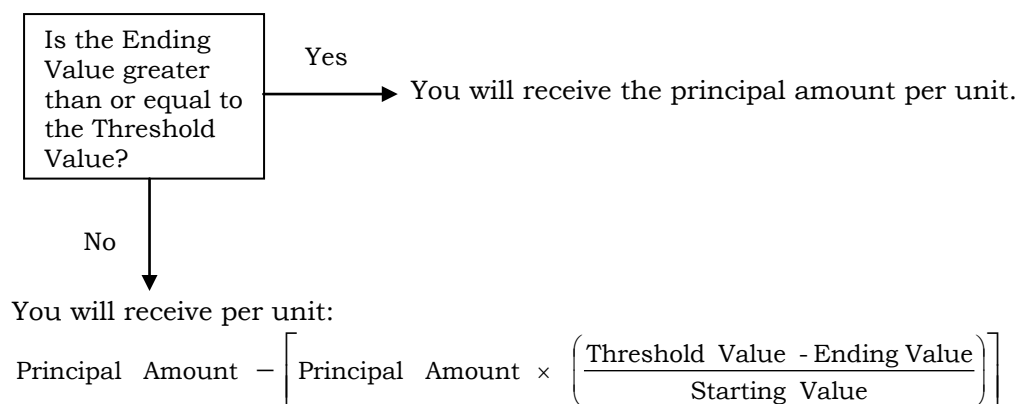 Is the Ending
Value greater
than or equal to
the Threshold
Value?
Yes
You will receive the principal amount per unit.
No
You will receive per unit:
Principal Amount − [Principal Amount × (Threshold Value - Ending Value / Starting Value)]